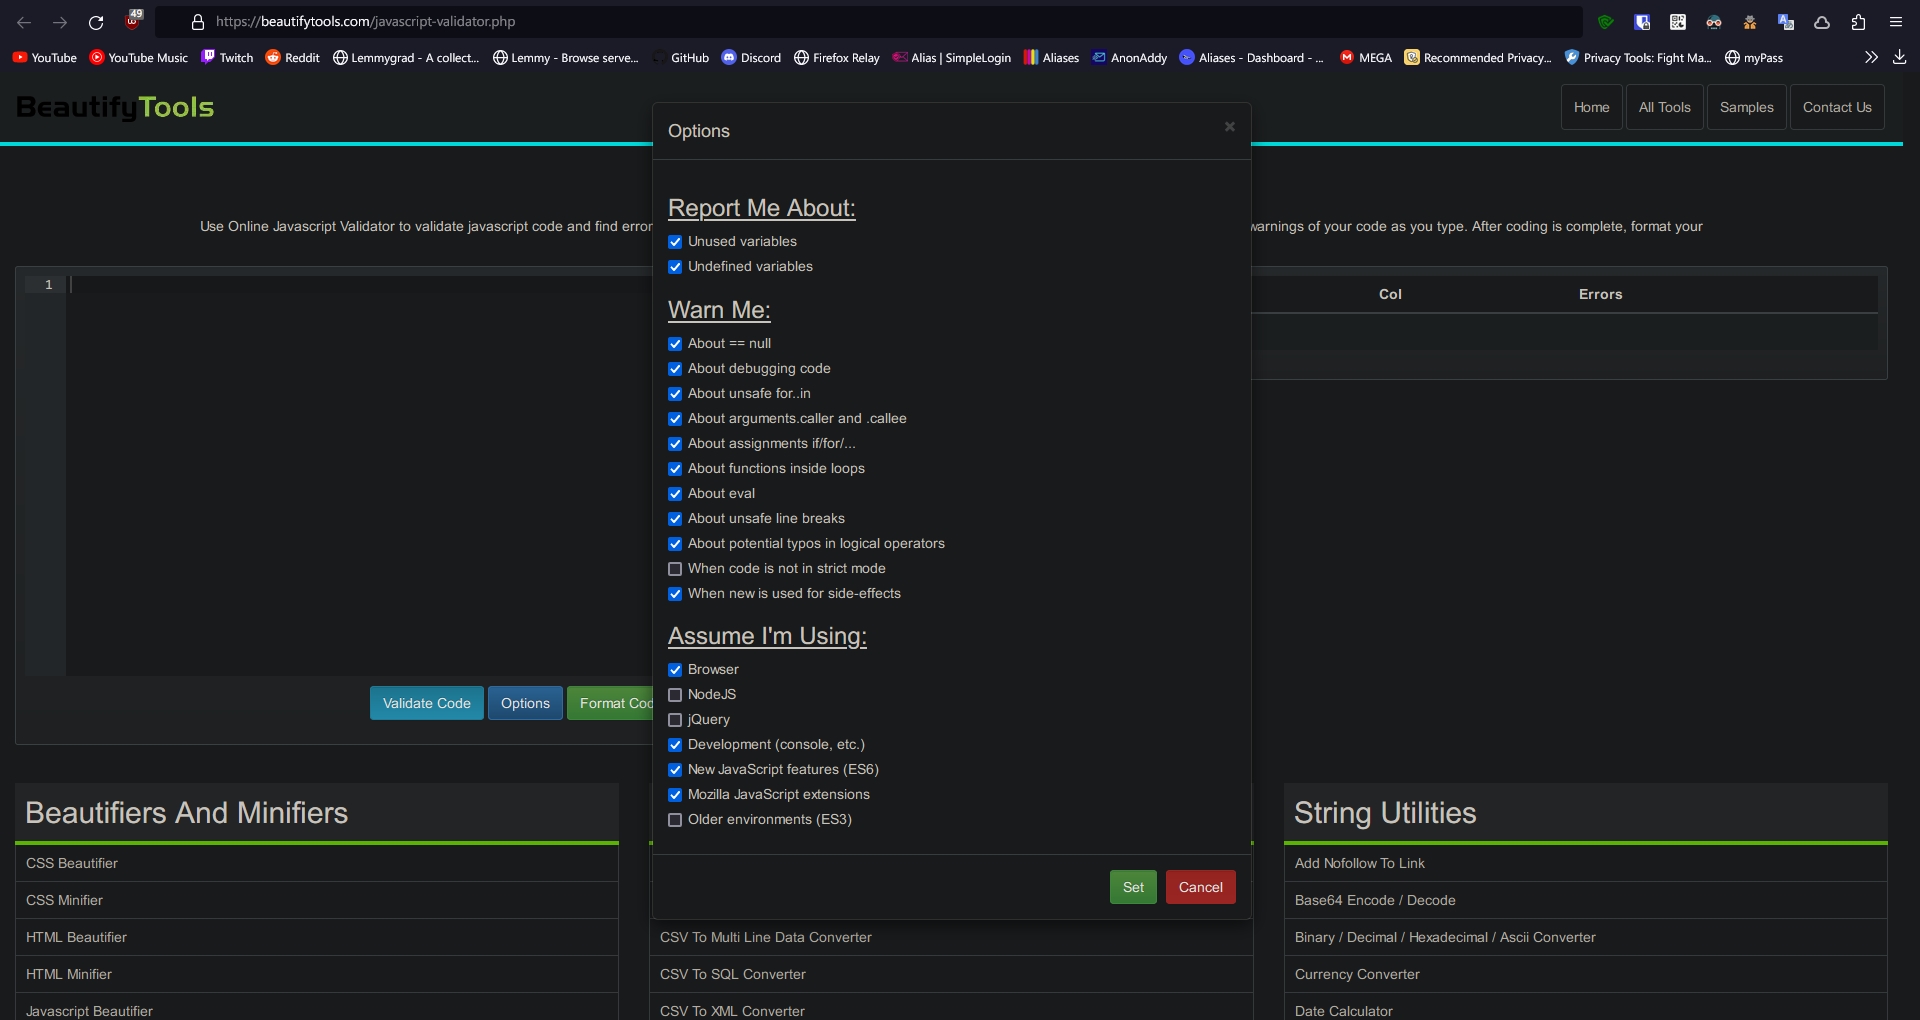 49
https://beautifytools.com/javascript-validator.php
YouTube YouTube Music Twitch Reddit Lemmygrad - A collect... Lemmy - Browse serve... GitHub Discord Firefox Relay Alias | SimpleLogin Aliases AnonAddy Aliases - Dashboard - ... MEGA Recommended Privacy... Privacy Tools: Fight Ma... myPass
BeautifyTools
Home All Tools Samples Contact Us
Options ×
Report Me About:
Use Online Javascript Validator to validate javascript code and find error warnings of your code as you type. After coding is complete, format your
Unused variables
Undefined variables
1
Col Errors
Warn Me:
About == null
About debugging code
About unsafe for..in
About arguments.caller and .callee
About assignments if/for/...
About functions inside loops
About eval
About unsafe line breaks
About potential typos in logical operators
When code is not in strict mode
When new is used for side-effects
Assume I'm Using:
Browser
NodeJS
jQuery
Development (console, etc.)
New JavaScript features (ES6)
Mozilla JavaScript extensions
Older environments (ES3)
Set Cancel
Validate Code Options Format Cod
Beautifiers And Minifiers
CSS Beautifier
CSS Minifier
HTML Beautifier
HTML Minifier
Javascript Beautifier
CSV To Multi Line Data Converter
CSV To SQL Converter
CSV To XML Converter
String Utilities
Add Nofollow To Link
Base64 Encode / Decode
Binary / Decimal / Hexadecimal / Ascii Converter
Currency Converter
Date Calculator